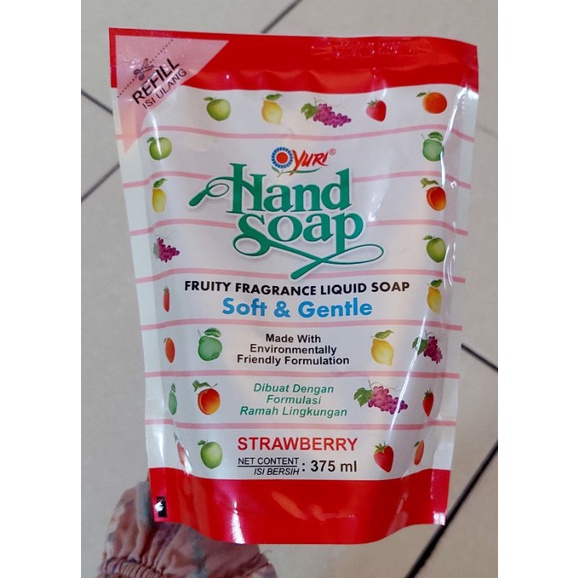 REFILL
ISI ULANG
YURI®
Hand
Soap
FRUITY FRAGRANCE LIQUID SOAP
Soft & Gentle
Made With
Environmentally
Friendly Formulation
Dibuat Dengan
Formulasi
Ramah Lingkungan
STRAWBERRY
NET CONTENT
ISI BERSIH : 375 ml